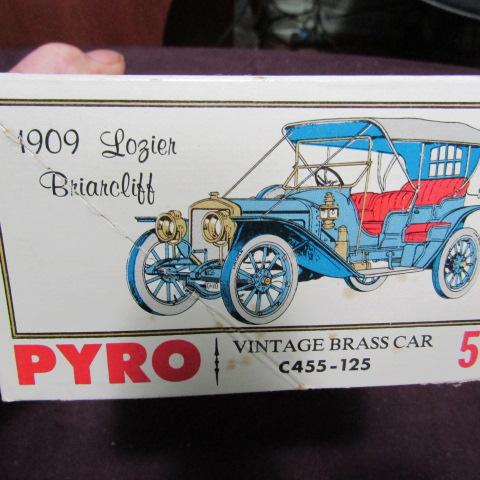 1909 Lozier
Briarcliff
PYRO
VINTAGE BRASS CAR
C455-125
5